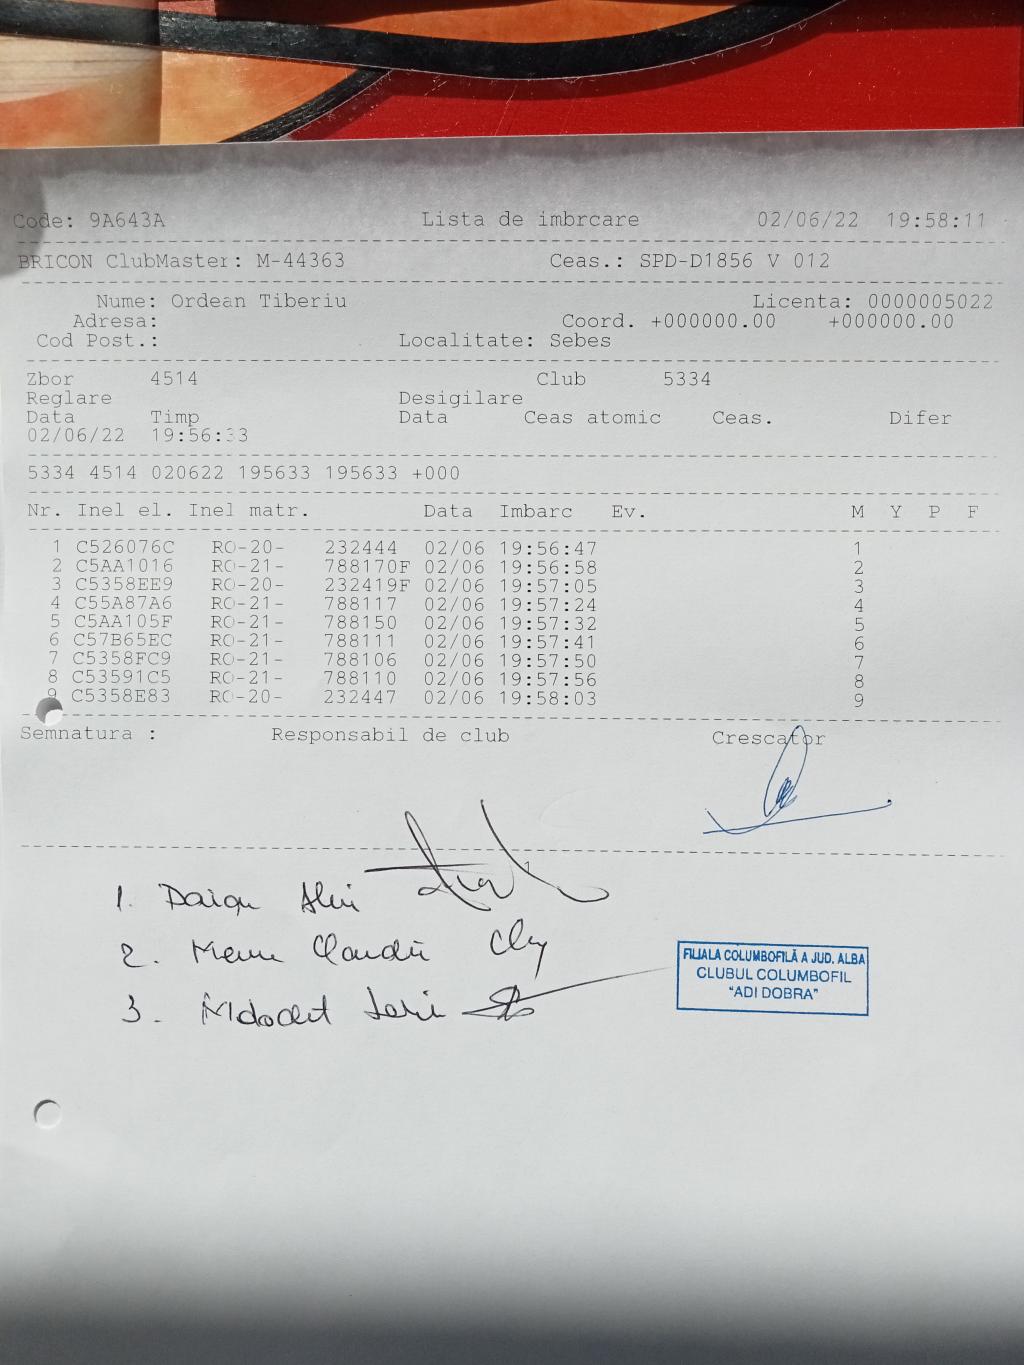 Code: 9A643A Lista de imbrcare 02/06/22 19:58:11
BRICON ClubMaster: M-44363 Ceas.: SPD-D1856 V 012
Nume: Ordean Tiberiu Licenta: 0000005022
Adresa: Coord. +000000.00 +000000.00
Cod Post.: Localitate: Sebes
Zbor 4514 Club 5334
Reglare Desigilare
Data Timp Data Ceas atomic Ceas. Difer
02/06/22 19:56:33
5334 4514 020622 195633 195633 +000
Nr. Inel el. Inel matr. Data Imbarc Ev. M Y P F
1 C526076C RO-20- 232444 02/06 19:56:47 1
2 C5AA1016 RO-21- 788170F 02/06 19:56:58 2
3 C5358EE9 RO-20- 232419F 02/06 19:57:05 3
4 C55A87A6 RO-21- 788117 02/06 19:57:24 4
5 C5AA105F RO-21- 788150 02/06 19:57:32 5
6 C57B65EC RO-21- 788111 02/06 19:57:41 6
7 C5358FC9 RO-21- 788106 02/06 19:57:50 7
8 C53591C5 RO-21- 788110 02/06 19:57:56 8
9 C5358E83 RO-20- 232447 02/06 19:58:03 9
Semnatura : Responsabil de club Crescator
1.
2. Claudiu
3.
FILIALA COLUMBOFILĂ A JUD. ALBA
CLUBUL COLUMBOFIL
"ADI DOBRA"